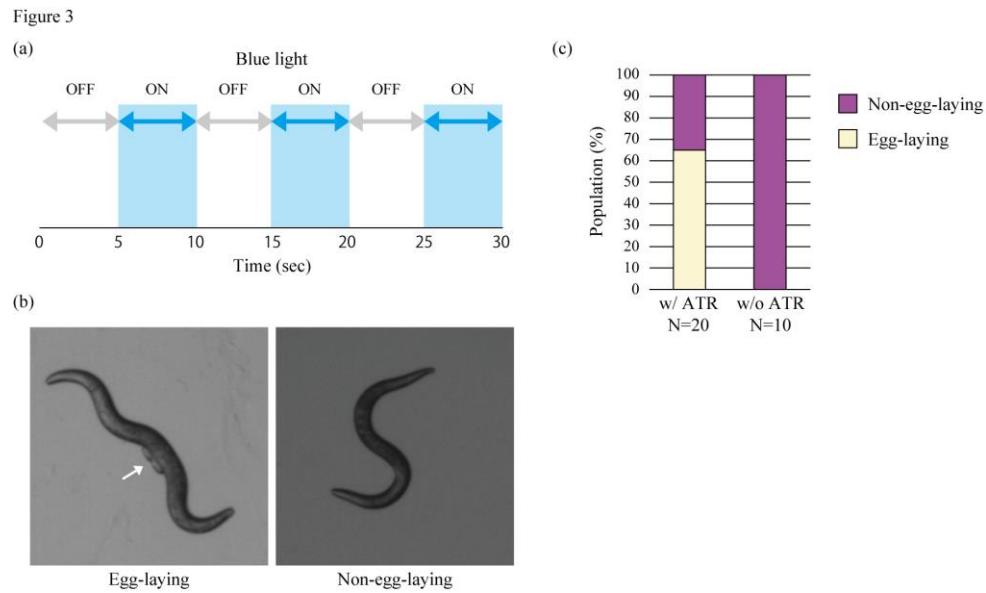 Figure 3
(a)
Blue light
OFF ON OFF ON OFF ON
0 5 10 15 20 25 30
Time (sec)
(b)
Egg-laying Non-egg-laying
(c)
100
90
80
70
60
50
40
30
20
10
0
Population (%)
w/ ATR w/o ATR
N=20 N=10
Non-egg-laying
Egg-laying